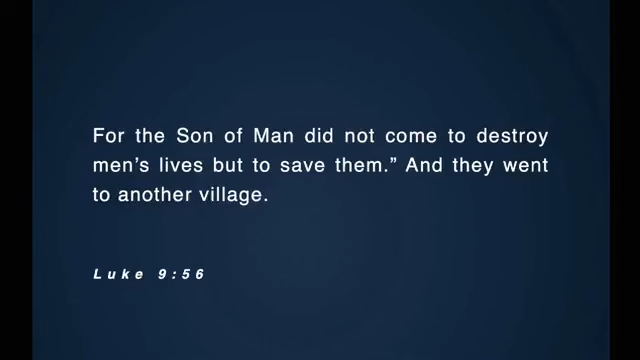 For the Son of Man did not come to destroy
men’s lives but to save them.” And they went
to another village.
Luke 9:56